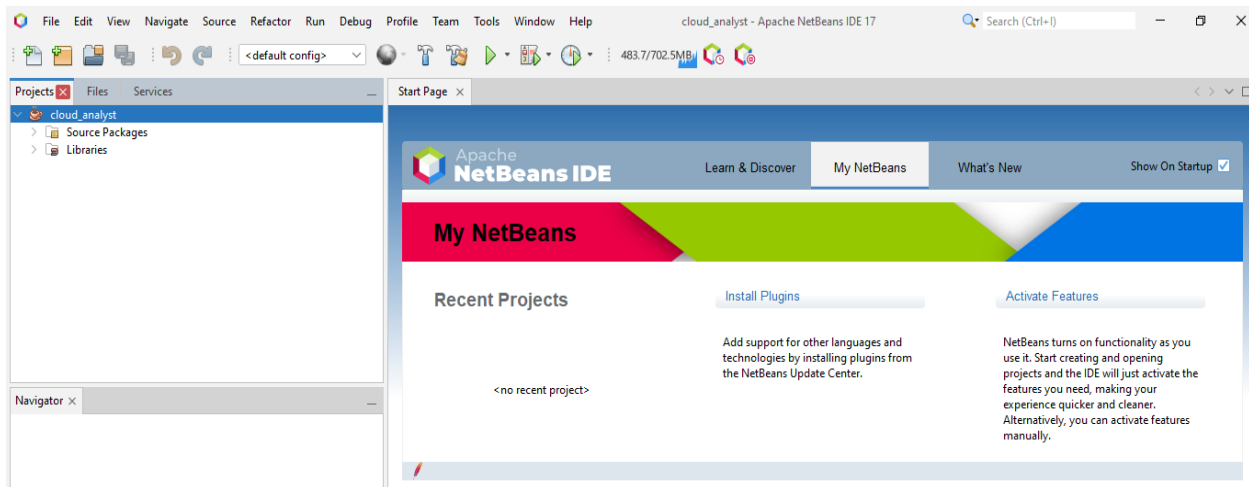 File Edit View Navigate Source Refactor Run Debug Profile Team Tools Window Help cloud_analyst - Apache NetBeans IDE 17 Search (Ctrl+I)
<default config> 483.7/702.5MB
Projects Files Services
Start Page
cloud_analyst
Source Packages
Libraries
Navigator
Apache
NetBeans IDE
Learn & Discover My NetBeans What's New Show On Startup
My NetBeans
Recent Projects
<no recent project>
Install Plugins
Add support for other languages and
technologies by installing plugins from
the NetBeans Update Center.
Activate Features
NetBeans turns on functionality as you
use it. Start creating and opening
projects and the IDE will just activate the
features you need, making your
experience quicker and cleaner.
Alternatively, you can activate features
manually.